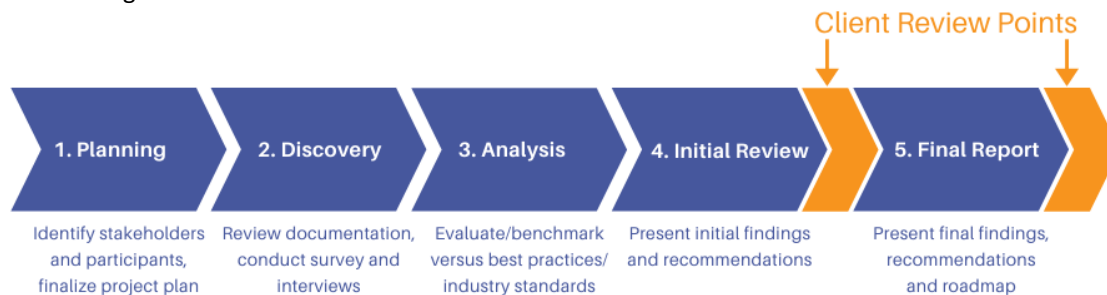 Client Review Points
1. Planning
2. Discovery
3. Analysis
4. Initial Review
5. Final Report
Identify stakeholders
and participants,
finalize project plan
Review documentation,
conduct survey and
interviews
Evaluate/benchmark
versus best practices/
industry standards
Present initial findings
and recommendations
Present final findings,
recommendations
and roadmap